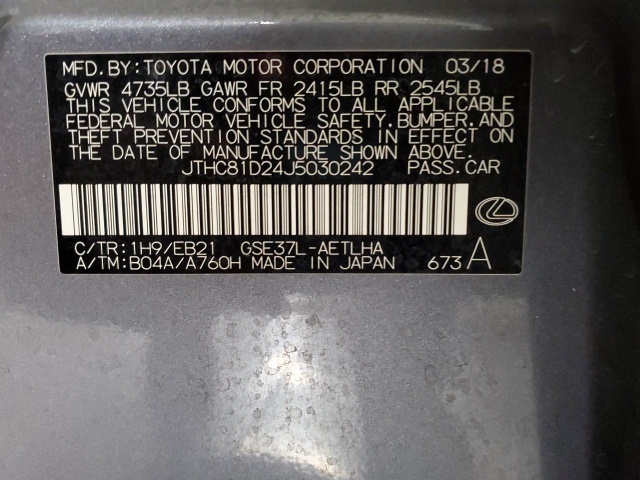 MFD. BY: TOYOTA MOTOR CORPORATION 03/18
GVWR 4735LB GAWR FR 2415LB RR 2545LB
THIS VEHICLE CONFORMS TO ALL APPLICABLE
FEDERAL MOTOR VEHICLE SAFETY, BUMPER, AND
THEFT PREVENTION STANDARDS IN EFFECT ON
THE DATE OF MANUFACTURE SHOWN ABOVE.
JTHC81D24J5030242 PASS. CAR
C/TR: 1H9/EB21 GSE37L-AETLHA
A/TM: B04A/A760H MADE IN JAPAN 673 A